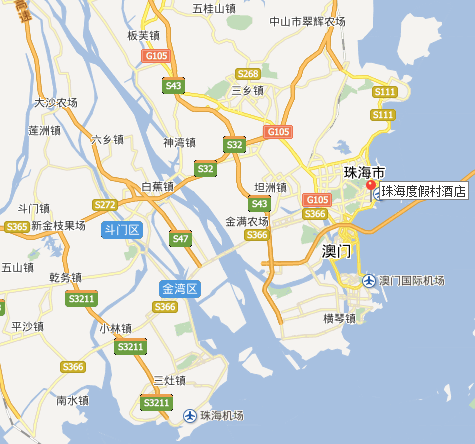 高速
五桂山镇
中山市翠辉农场
板芙镇
G105
S268
三乡镇
S43
S111
大沙农场
S111
莲洲镇
六乡镇
神湾镇
S32
G105
S32
珠海市
白蕉镇
坦洲镇
珠海度假村酒店
S272
S43
G105
斗门镇
S366
S365
新金枝果场
斗门区
金满农场
S47
S366
澳门
五山镇
乾务镇
金湾区
澳门国际机场
S3211
S366
平沙镇
小林镇
横琴镇
S3211
S366
三灶镇
南水镇
S3211
珠海机场